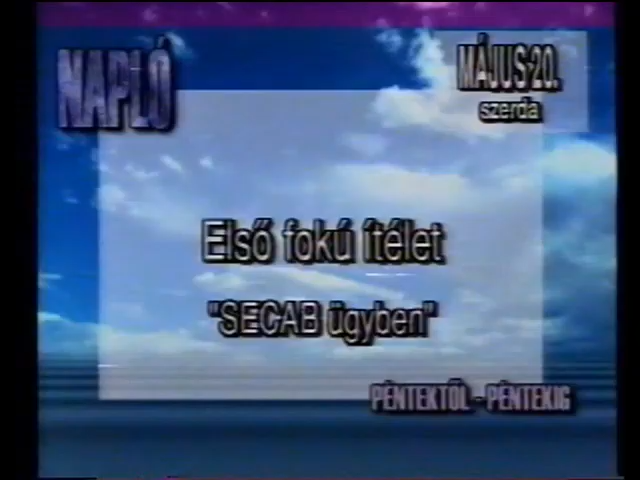 NAPLÓ
MÁJUS 20.
szerda
Első fokú ítélet
"SECAB ügyben"
PÉNTEKTŐL - PÉNTEKIG